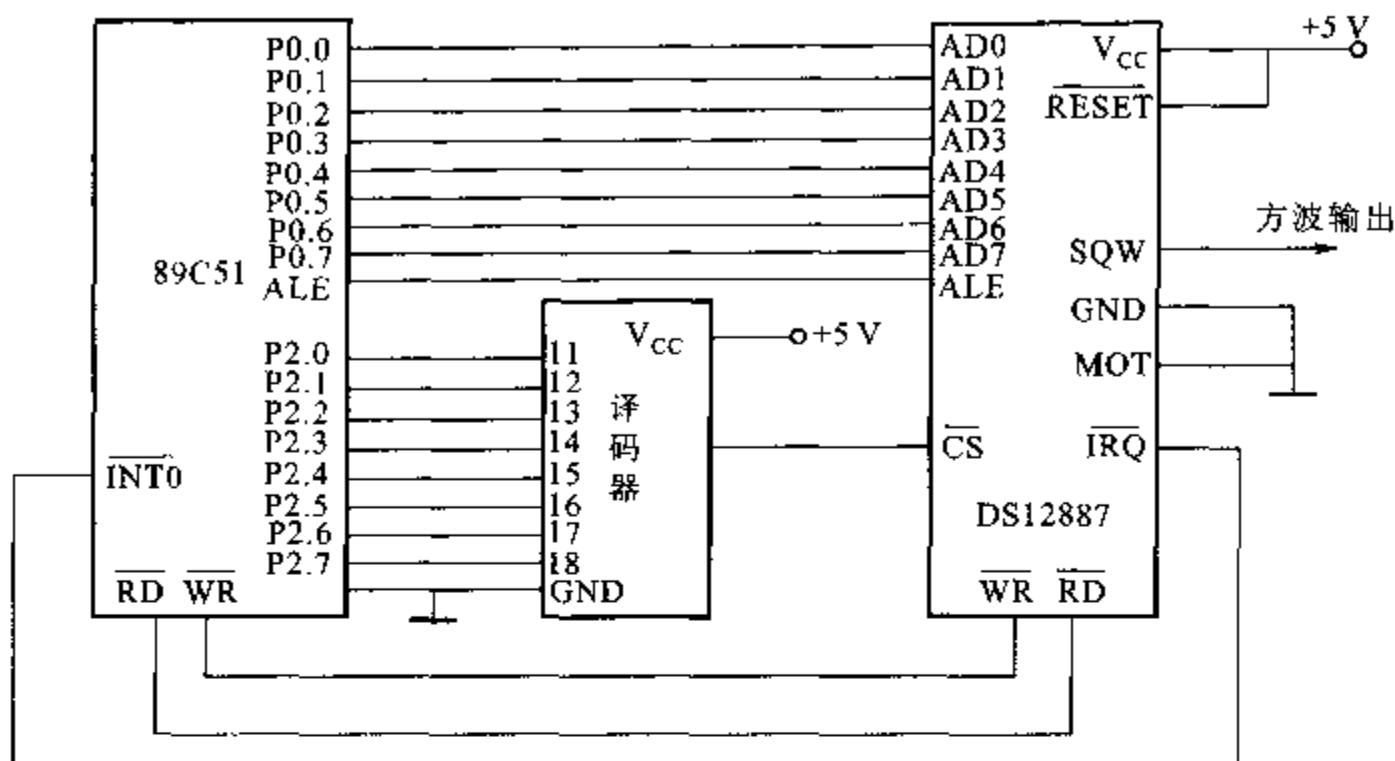 P0.0
P0.1
P0.2
P0.3
P0.4
P0.5
P0.6
P0.7
89C51
ALE
P2.0
P2.1
P2.2
P2.3
P2.4
P2.5
P2.6
P2.7
INT0
RD WR
11
12
13
14
15
16
17
18
GND
VCC
+5 V
译码器
AD0
AD1
AD2
AD3
AD4
AD5
AD6
AD7
ALE
CS
VCC
+5 V
RESET
方波输出
SQW
GND
MOT
IRQ
DS12887
WR RD